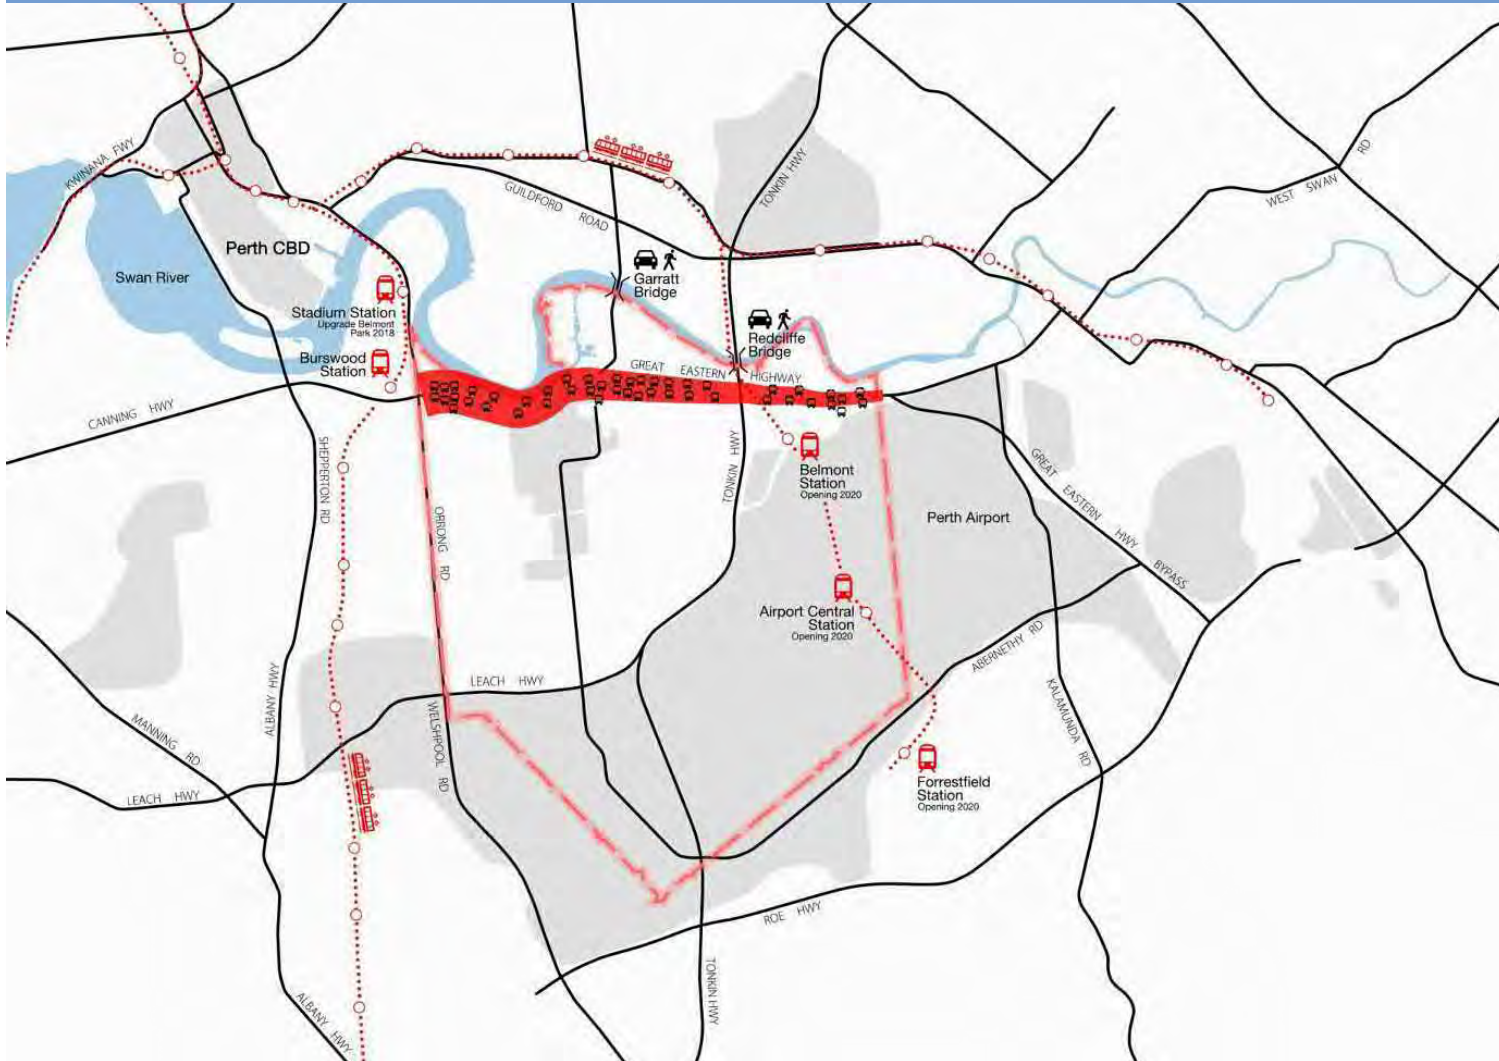 KWINANA FWY
Swan River
Perth CBD
GUILDFORD ROAD
TONKIN HWY
WEST SWAN RD
Garratt
Bridge
Stadium Station
Upgrade Belmont
Park 2018
Burswood
Station
Redcliffe
Bridge
GREAT EASTERN HIGHWAY
CANNING HWY
SHEPPERTON RD
ORRONG RD
TONKIN HWY
Belmont
Station
Opening 2020
Perth Airport
GREAT EASTERN HWY BYPASS
Airport Central
Station
Opening 2020
ABERNETHY RD
LEACH HWY
ALBANY HWY
MANNING RD
WELSHPOOL RD
KALAMUNDA RD
Forrestfield
Station
Opening 2020
LEACH HWY
ROE HWY
TONKIN HWY
ALBANY HWY